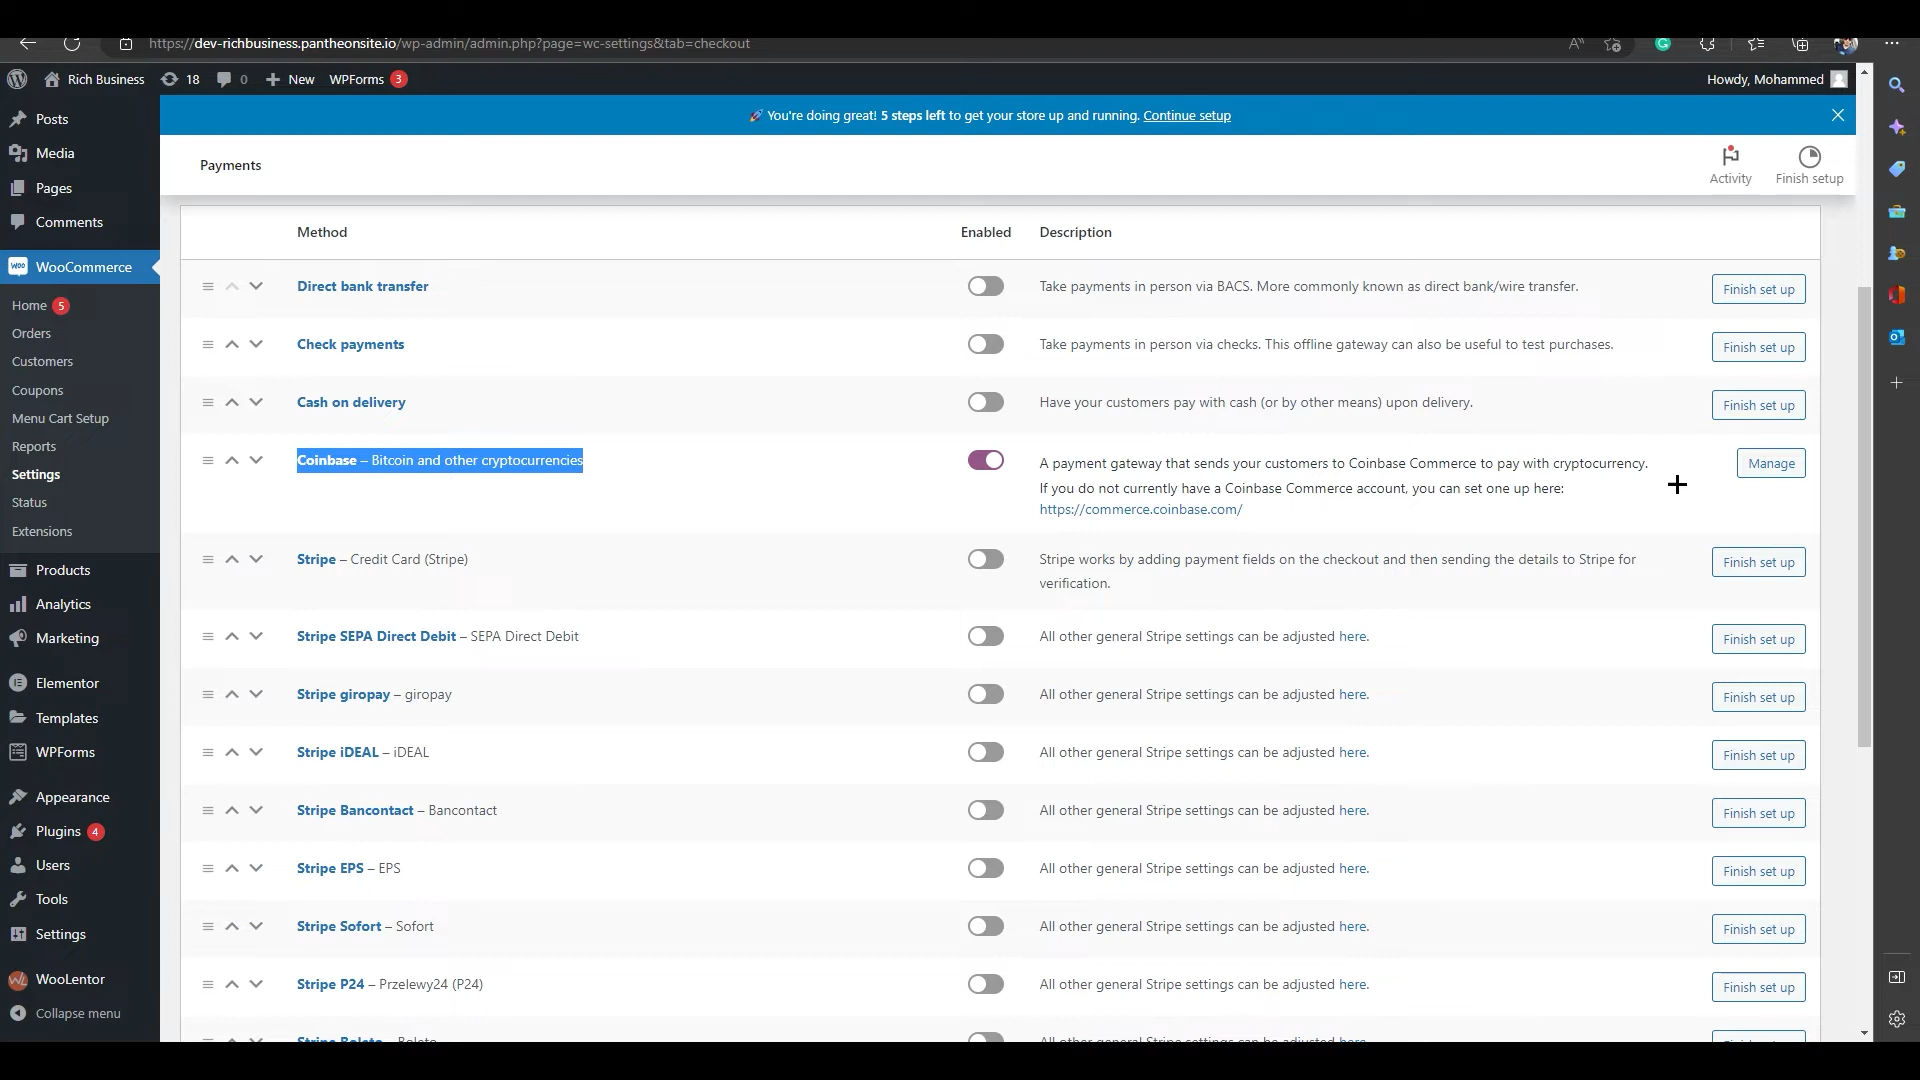 https://dev-richbusiness.pantheonsite.io/wp-admin/admin.php?page=wc-settings&tab=checkout
Rich Business 18 0 New WPForms 3 Howdy, Mohammed
🚀 You're doing great! 5 steps left to get your store up and running. Continue setup
Posts
Media
Pages
Comments
WooCommerce
Home 5
Orders
Customers
Coupons
Menu Cart Setup
Reports
Settings
Status
Extensions
Products
Analytics
Marketing
Elementor
Templates
WPForms
Appearance
Plugins 4
Users
Tools
Settings
WooLentor
Collapse menu
Payments
Activity
Finish setup
Method Enabled Description
Direct bank transfer Take payments in person via BACS. More commonly known as direct bank/wire transfer. Finish set up
Check payments Take payments in person via checks. This offline gateway can also be useful to test purchases. Finish set up
Cash on delivery Have your customers pay with cash (or by other means) upon delivery. Finish set up
Coinbase – Bitcoin and other cryptocurrencies A payment gateway that sends your customers to Coinbase Commerce to pay with cryptocurrency. Manage
If you do not currently have a Coinbase Commerce account, you can set one up here:
https://commerce.coinbase.com/
Stripe – Credit Card (Stripe) Stripe works by adding payment fields on the checkout and then sending the details to Stripe for Finish set up
verification.
Stripe SEPA Direct Debit – SEPA Direct Debit All other general Stripe settings can be adjusted here. Finish set up
Stripe giropay – giropay All other general Stripe settings can be adjusted here. Finish set up
Stripe iDEAL – iDEAL All other general Stripe settings can be adjusted here. Finish set up
Stripe Bancontact – Bancontact All other general Stripe settings can be adjusted here. Finish set up
Stripe EPS – EPS All other general Stripe settings can be adjusted here. Finish set up
Stripe Sofort – Sofort All other general Stripe settings can be adjusted here. Finish set up
Stripe P24 – Przelewy24 (P24) All other general Stripe settings can be adjusted here. Finish set up
Stripe Boleto – Boleto All other general Stripe settings can be adjusted here.